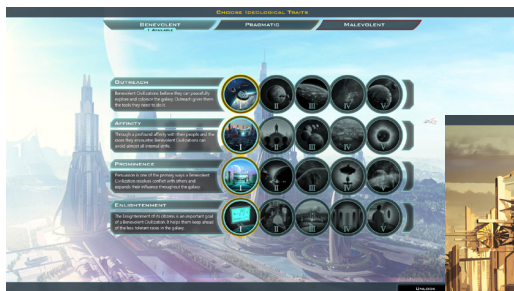 Choose Ideological Traits
Benevolent
1 Available
Pragmatic
Malevolent
Outreach
Benevolent Civilizations believe they can peacefully
explore and colonize the galaxy. Outreach gives them
the tools they need to do it.
I II III IV V
Affinity
Through a profound affinity with their people and the
races they encounter Benevolent Civilizations can
avoid almost all internal strife.
I II III IV V
Prominence
Persuasion is one of the primary ways a Benevolent
Civilization resolves conflict with others and
expands their influence throughout the galaxy.
I II III IV V
Enlightenment
The Enlightenment of its citizens is an important goal
of a Benevolent Civilization. It helps them keep ahead
of the less tolerant races in the galaxy.
I II III IV V
Unlock